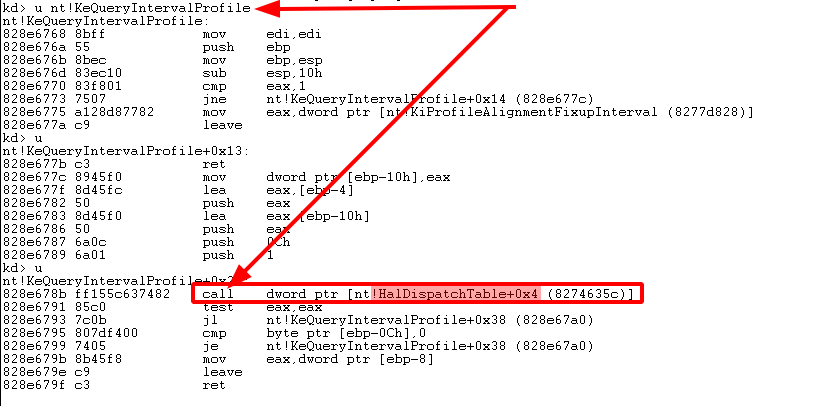 kd> u nt!KeQueryIntervalProfile
nt!KeQueryIntervalProfile:
828e6768 8bff mov edi,edi
828e676a 55 push ebp
828e676b 8bec mov ebp,esp
828e676d 83ec10 sub esp,10h
828e6770 83f801 cmp eax,1
828e6773 7507 jne nt!KeQueryIntervalProfile+0x14 (828e677c)
828e6775 a128d87782 mov eax,dword ptr [nt!KiProfileAlignmentFixupInterval (8277d828)]
828e677a c9 leave
kd> u
nt!KeQueryIntervalProfile+0x13:
828e677b c3 ret
828e677c 8945f0 mov dword ptr [ebp-10h],eax
828e677f 8d45fc lea eax,[ebp-4]
828e6782 50 push eax
828e6783 8d45f0 lea eax,[ebp-10h]
828e6786 50 push eax
828e6787 6a0c push 0Ch
828e6789 6a01 push 1
kd> u
nt!KeQueryIntervalProfile+0x2
828e678b ff155c637482 call dword ptr [nt!HalDispatchTable+0x4 (8274635c)]
828e6791 85c0 test eax,eax
828e6793 7c0b jl nt!KeQueryIntervalProfile+0x38 (828e67a0)
828e6795 807df400 cmp byte ptr [ebp-0Ch],0
828e6799 7405 je nt!KeQueryIntervalProfile+0x38 (828e67a0)
828e679b 8b45f8 mov eax,dword ptr [ebp-8]
828e679e c9 leave
828e679f c3 ret